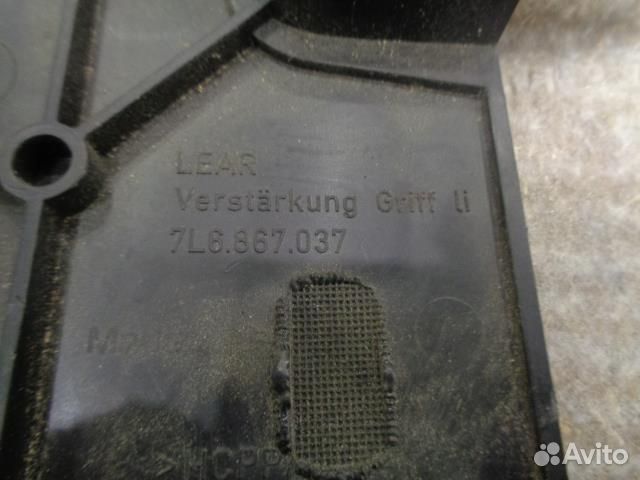 LEAR
Verstärkung Griff li
7L6.867.037
Avito